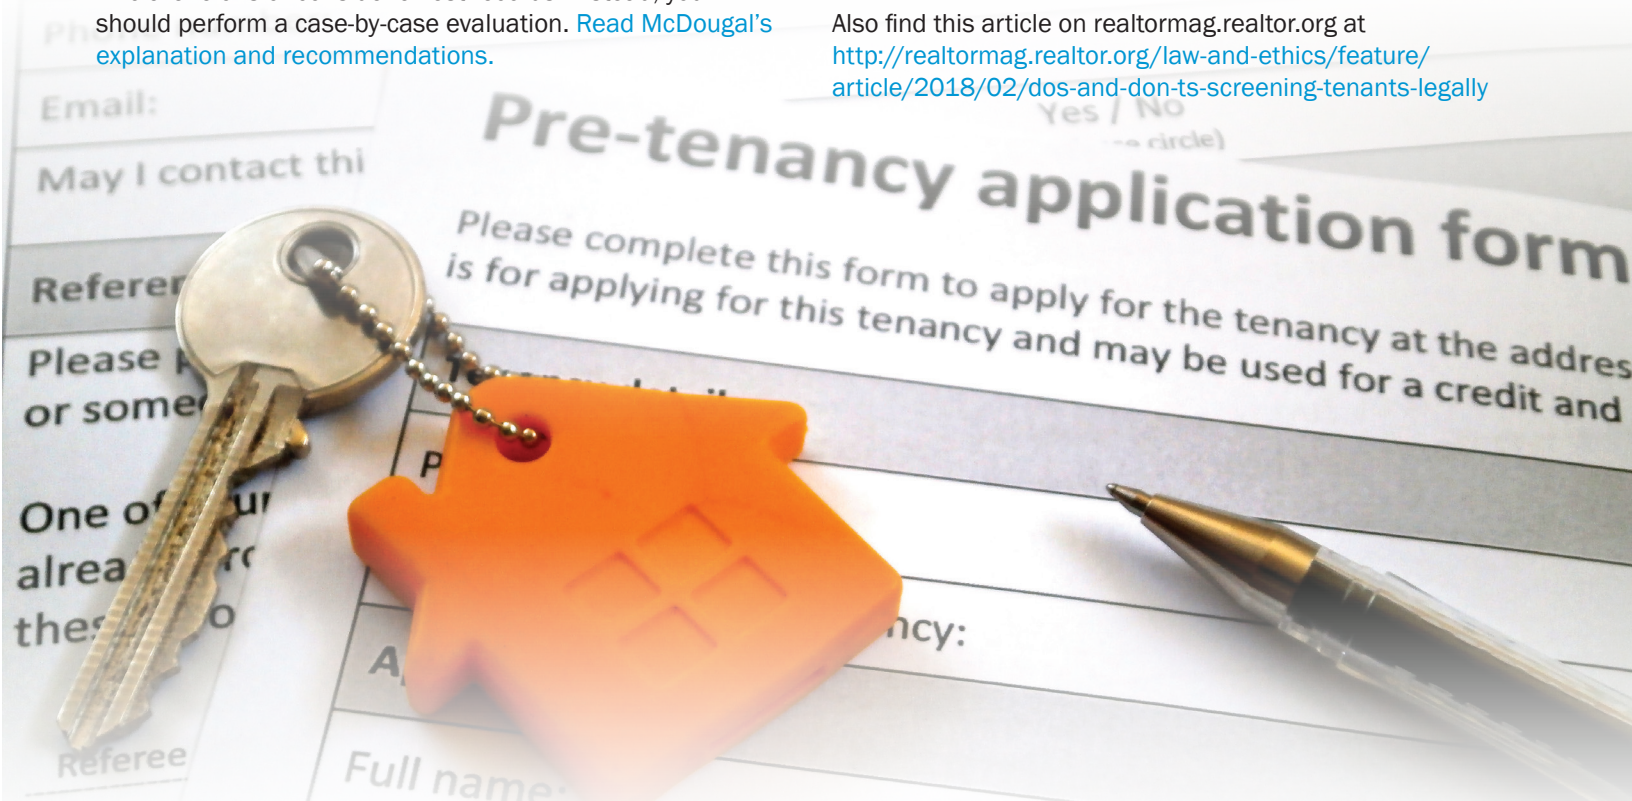 should perform a case-by-case evaluation. Read McDougal's
explanation and recommendations.
Also find this article on realtormag.realtor.org at
http://realtormag.realtor.org/law-and-ethics/feature/
article/2018/02/dos-and-don-ts-screening-tenants-legally
Email:
May I contact thi
Referen
Please
or some
One of
alrea
thes
Referee
Yes / No
circle)
Pre-tenancy application form
Please complete this form to apply for the tenancy at the addres
is for applying for this tenancy and may be used for a credit and
ncy:
Full name: